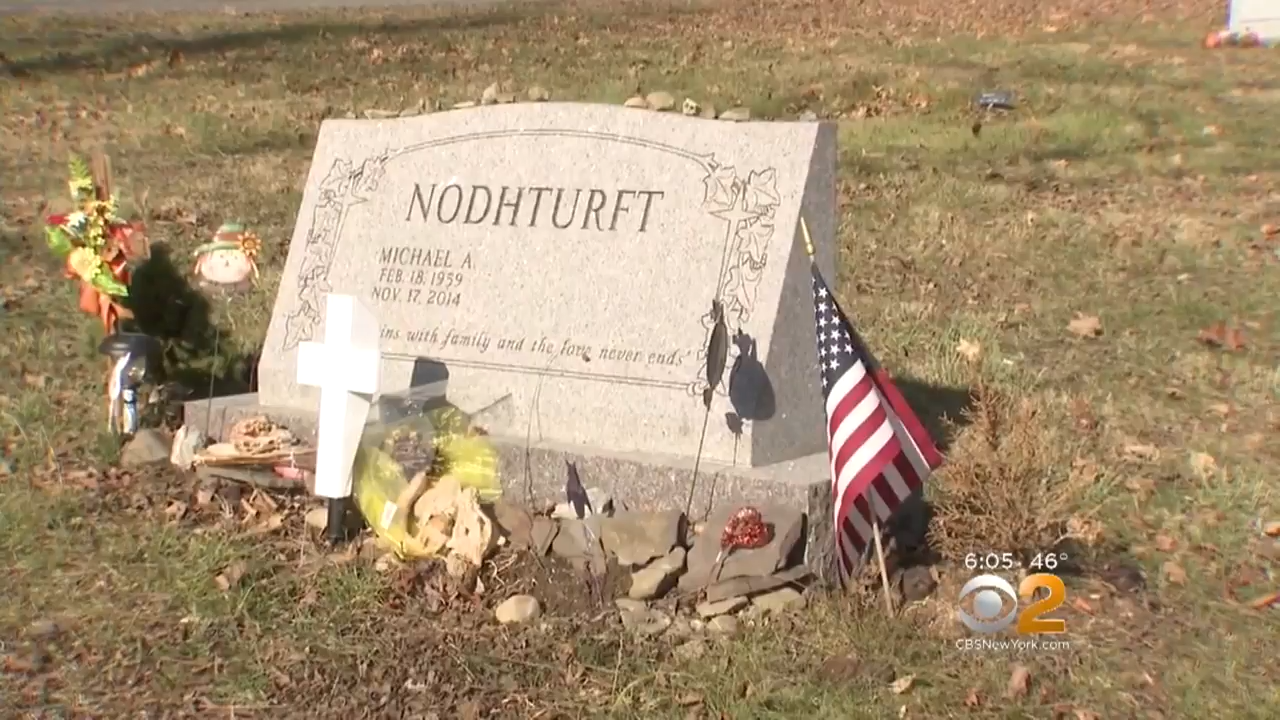 NODHTURFT
MICHAEL A.
FEB. 18, 1959
NOV. 17, 2014
with family and the love never ends"
6:05 46°
2
CBSNewYork.com